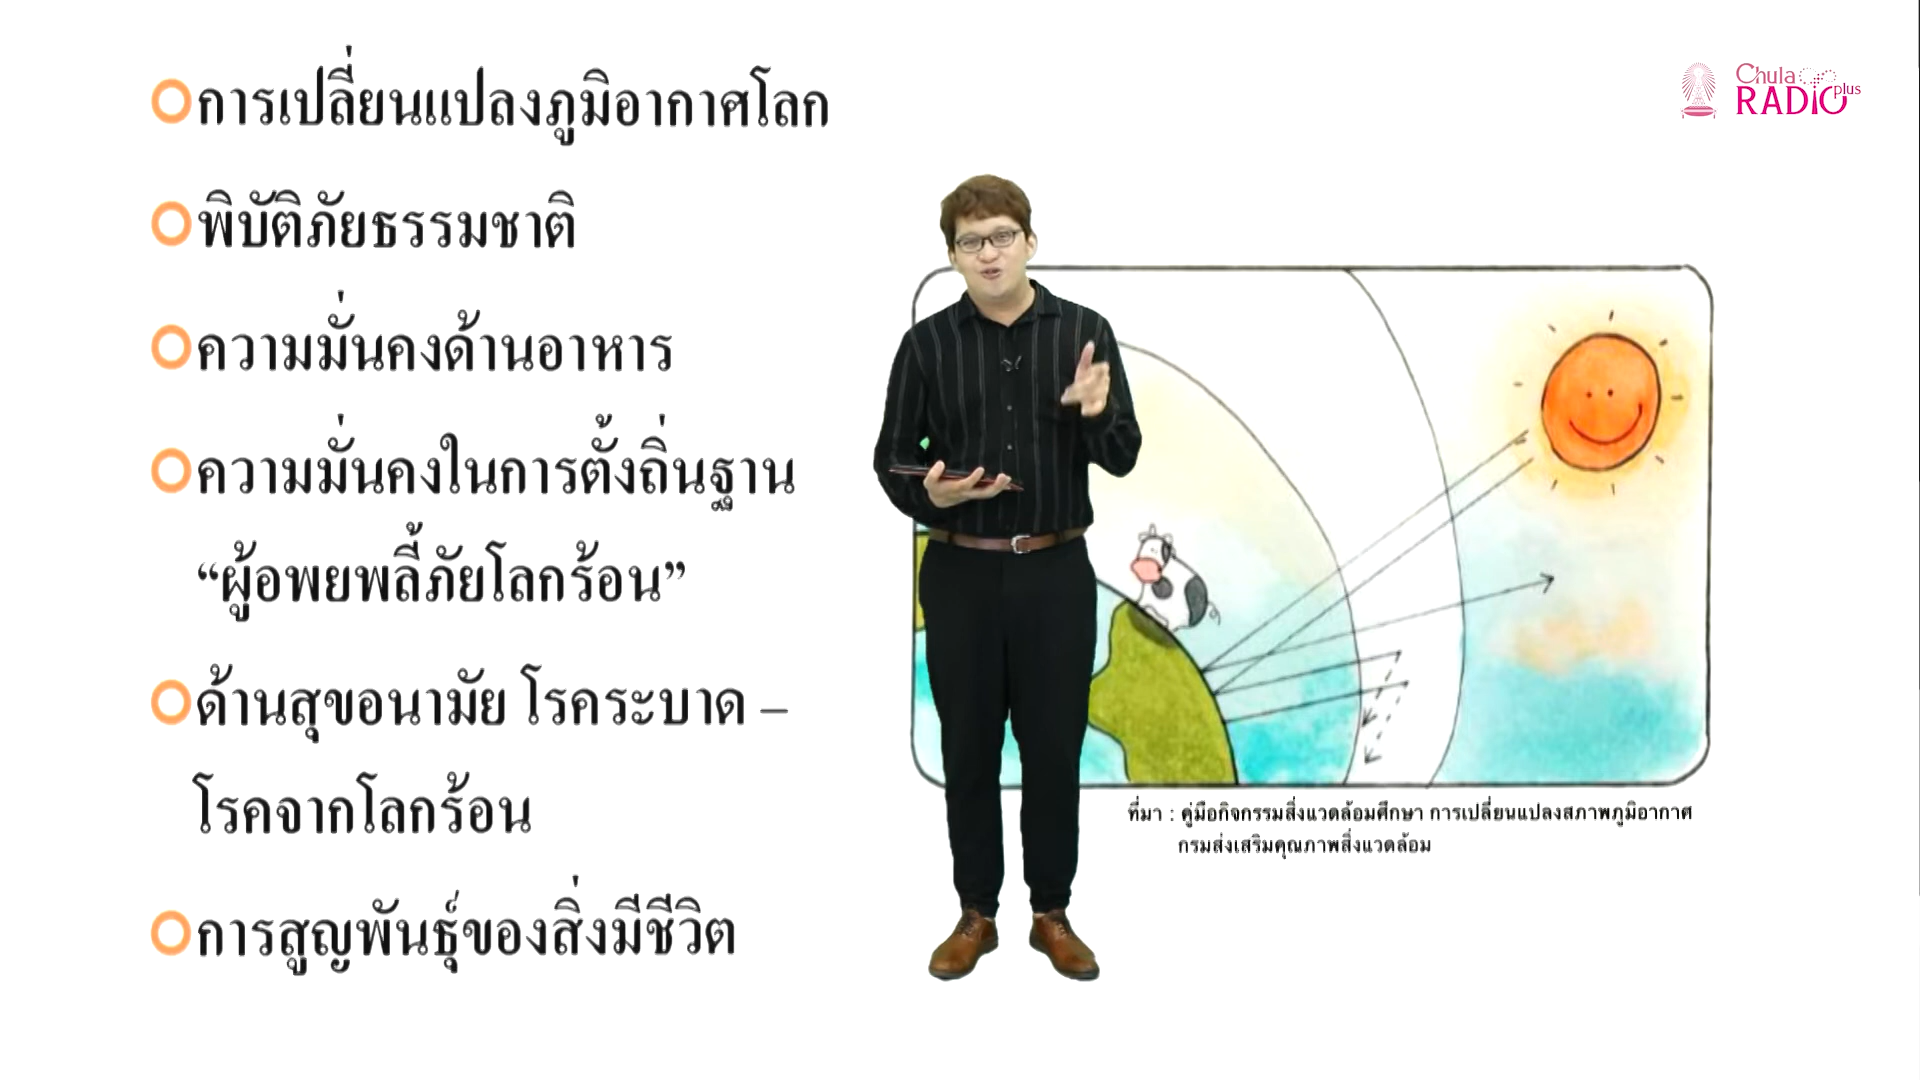 การเปลี่ยนแปลงภูมิอากาศโลก
พิบัติภัยธรรมชาติ
ความมั่นคงด้านอาหาร
ความมั่นคงในการตั้งถิ่นฐาน
“ผู้อพยพลี้ภัยโลกร้อน”
ด้านสุขอนามัย โรคระบาด –
โรคจากโลกร้อน
การสูญพันธุ์ของสิ่งมีชีวิต
Chula
RADIO plus
ที่มา : คู่มือกิจกรรมสิ่งแวดล้อมศึกษา การเปลี่ยนแปลงสภาพภูมิอากาศ
กรมส่งเสริมคุณภาพสิ่งแวดล้อม